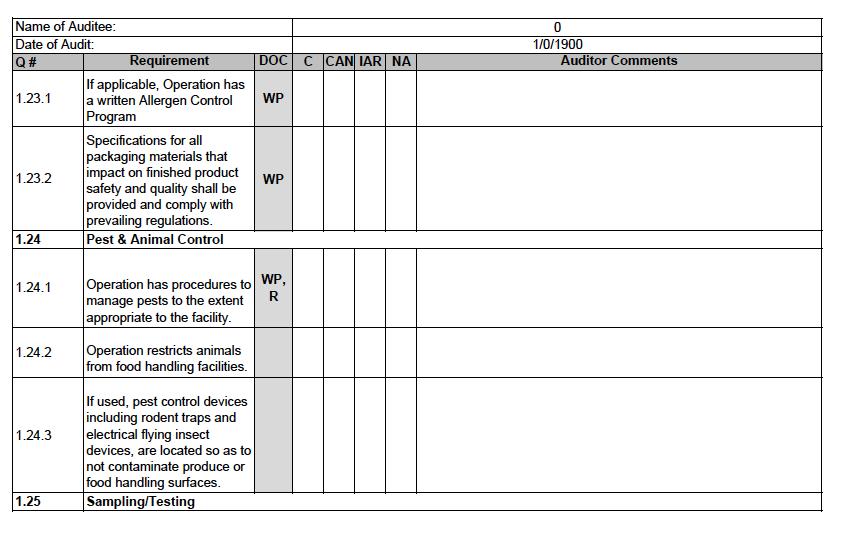 Name of Auditee: 0
Date of Audit: 1/0/1900
Q # Requirement DOC C CAN IAR NA Auditor Comments
1.23.1
If applicable, Operation has
a written Allergen Control
Program
WP
1.23.2
Specifications for all
packaging materials that
impact on finished product
safety and quality shall be
provided and comply with
prevailing regulations.
WP
1.24 Pest & Animal Control
1.24.1
Operation has procedures to
manage pests to the extent
appropriate to the facility.
WP,
R
1.24.2
Operation restricts animals
from food handling facilities.
1.24.3
If used, pest control devices
including rodent traps and
electrical flying insect
devices, are located so as to
not contaminate produce or
food handling surfaces.
1.25 Sampling/Testing